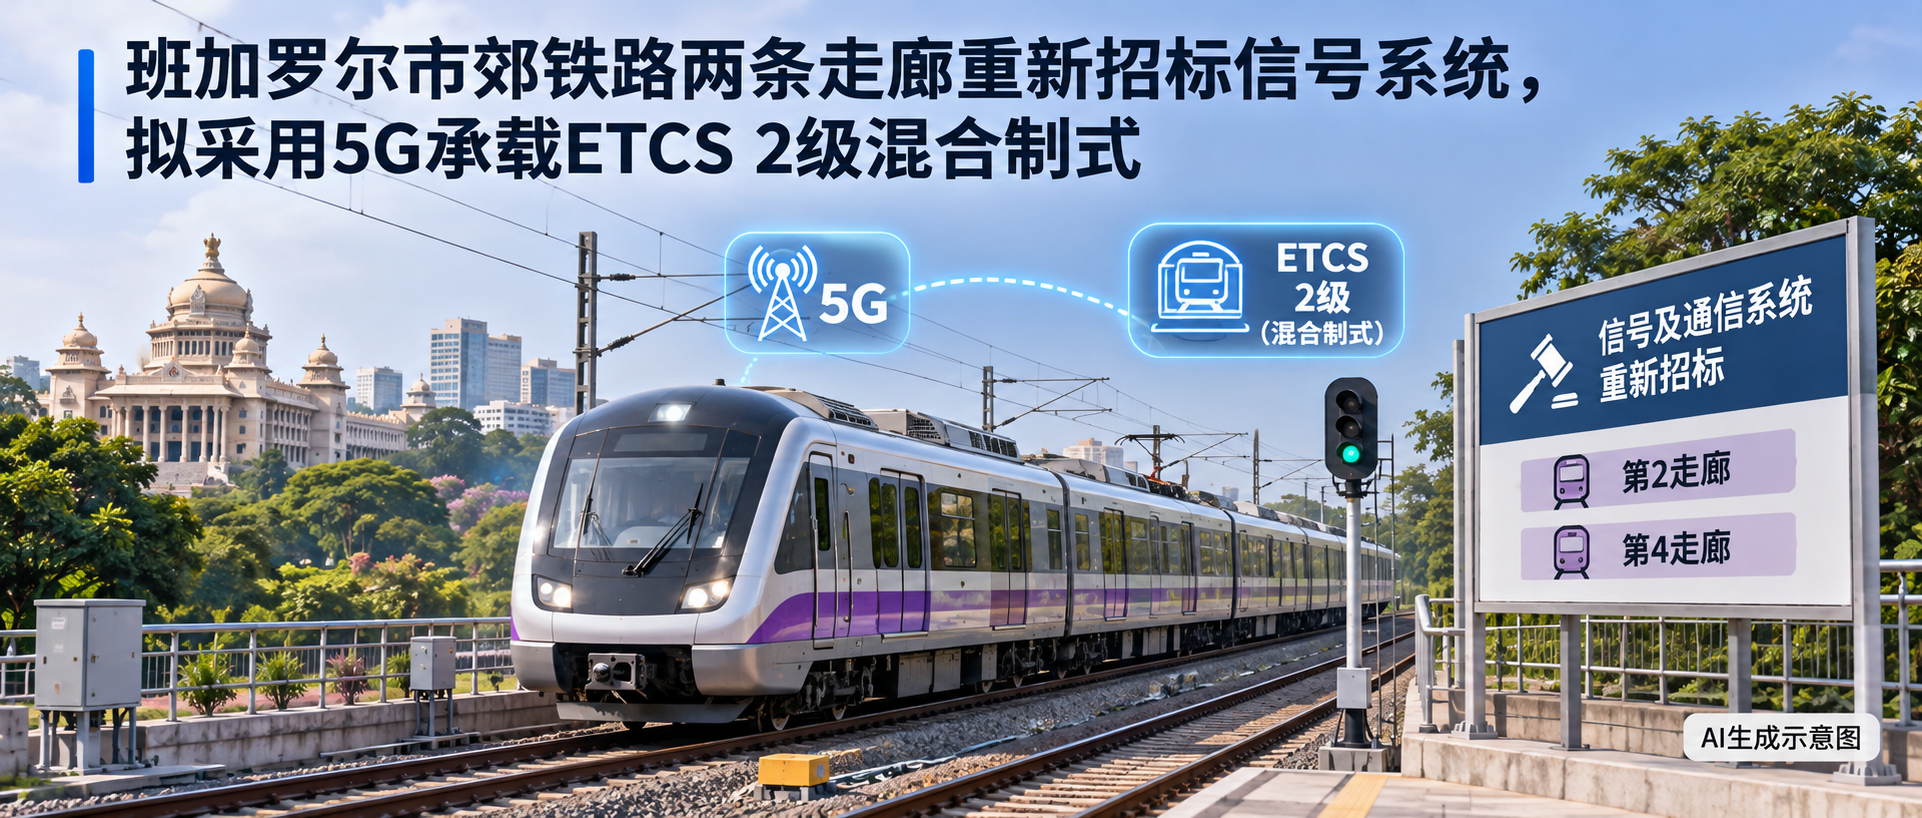 班加罗尔市郊铁路两条走廊重新招标信号系统，
拟采用5G承载ETCS 2级混合制式
5G
ETCS
2级
（混合制式）
信号及通信系统
重新招标
第2走廊
第4走廊
AI生成示意图